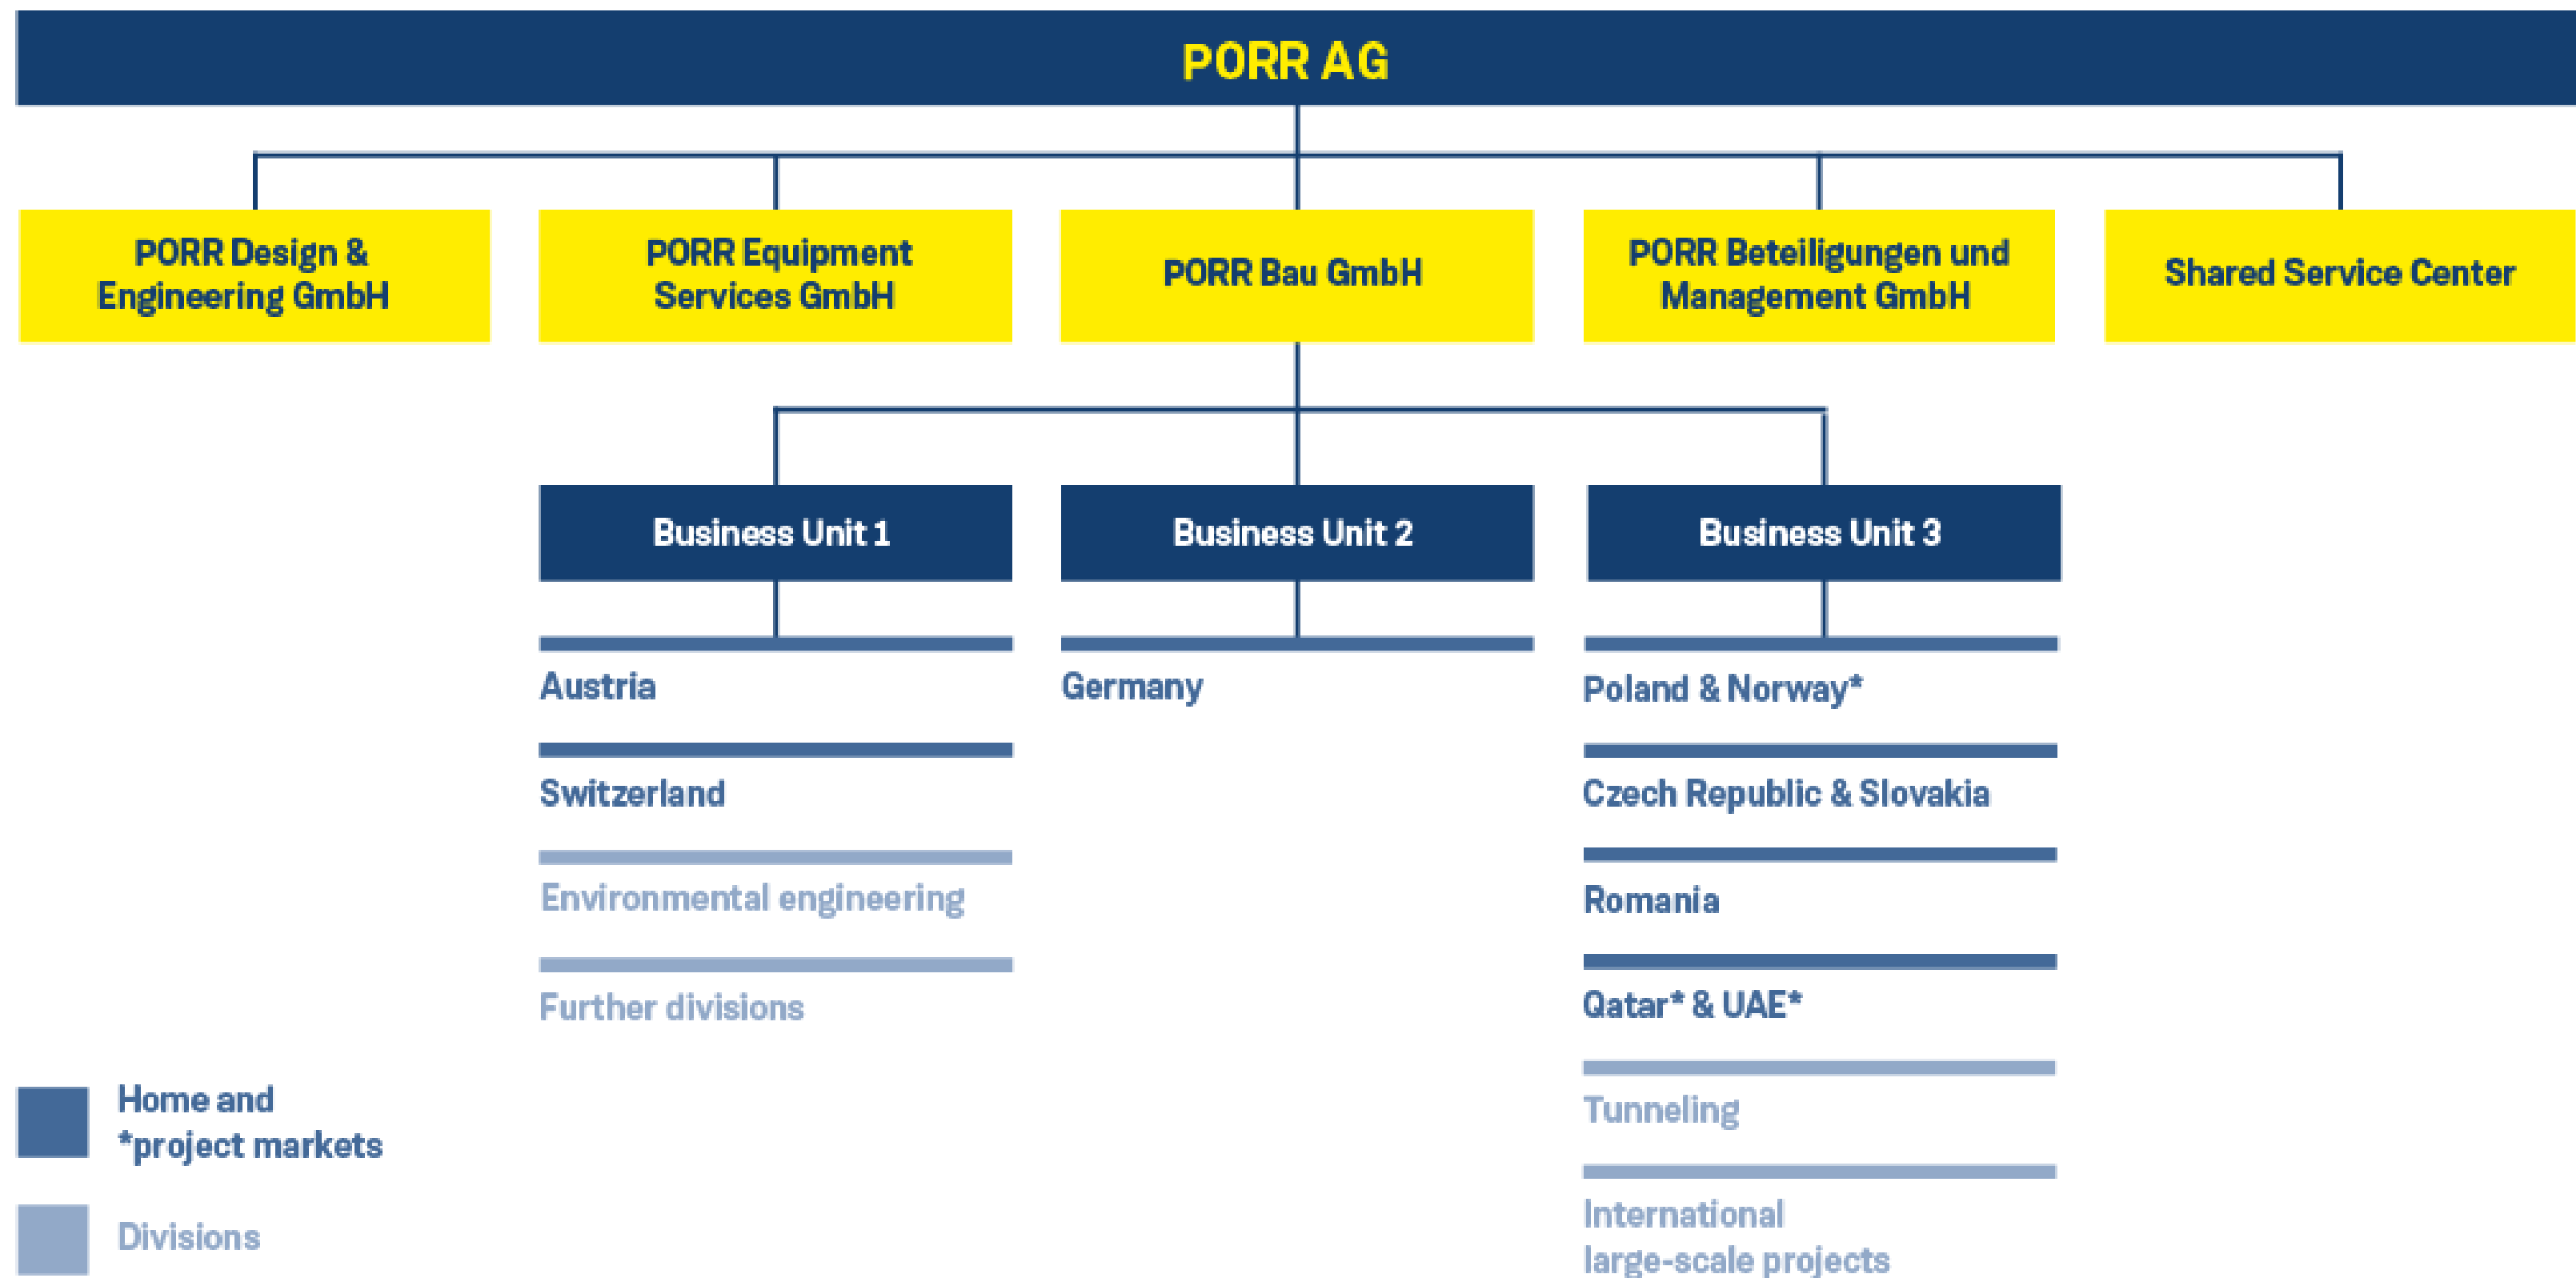 PORR AG
PORR Design &
Engineering GmbH
PORR Equipment
Services GmbH
PORR Bau GmbH
PORR Beteiligungen und
Management GmbH
Shared Service Center
Business Unit 1
Business Unit 2
Business Unit 3
Austria
Switzerland
Environmental engineering
Further divisions
Germany
Poland & Norway*
Czech Republic & Slovakia
Romania
Qatar* & UAE*
Tunneling
International
large-scale projects
Home and
*project markets
Divisions